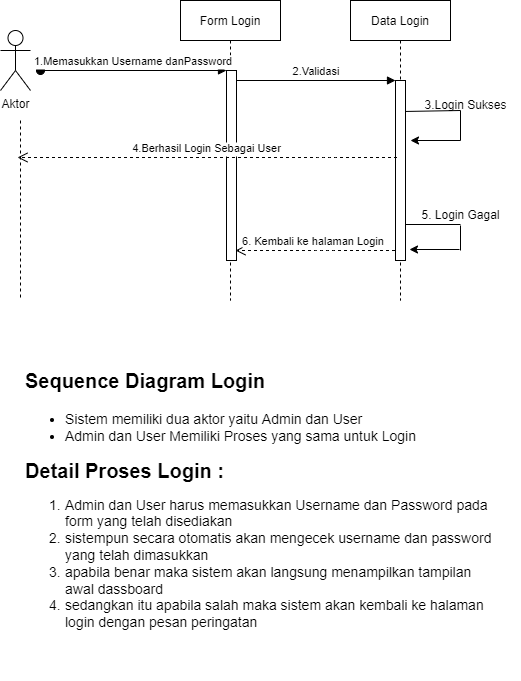 Form Login
Data Login
1.Memasukkan Username danPassword
2.Validasi
Aktor
3.Login Sukses
4.Berhasil Login Sebagai User
5. Login Gagal
6. Kembali ke halaman Login
Sequence Diagram Login
• Sistem memiliki dua aktor yaitu Admin dan User
• Admin dan User Memiliki Proses yang sama untuk Login
Detail Proses Login :
1. Admin dan User harus memasukkan Username dan Password pada
form yang telah disediakan
2. sistempun secara otomatis akan mengecek username dan password
yang telah dimasukkan
3. apabila benar maka sistem akan langsung menampilkan tampilan
awal dassboard
4. sedangkan itu apabila salah maka sistem akan kembali ke halaman
login dengan pesan peringatan